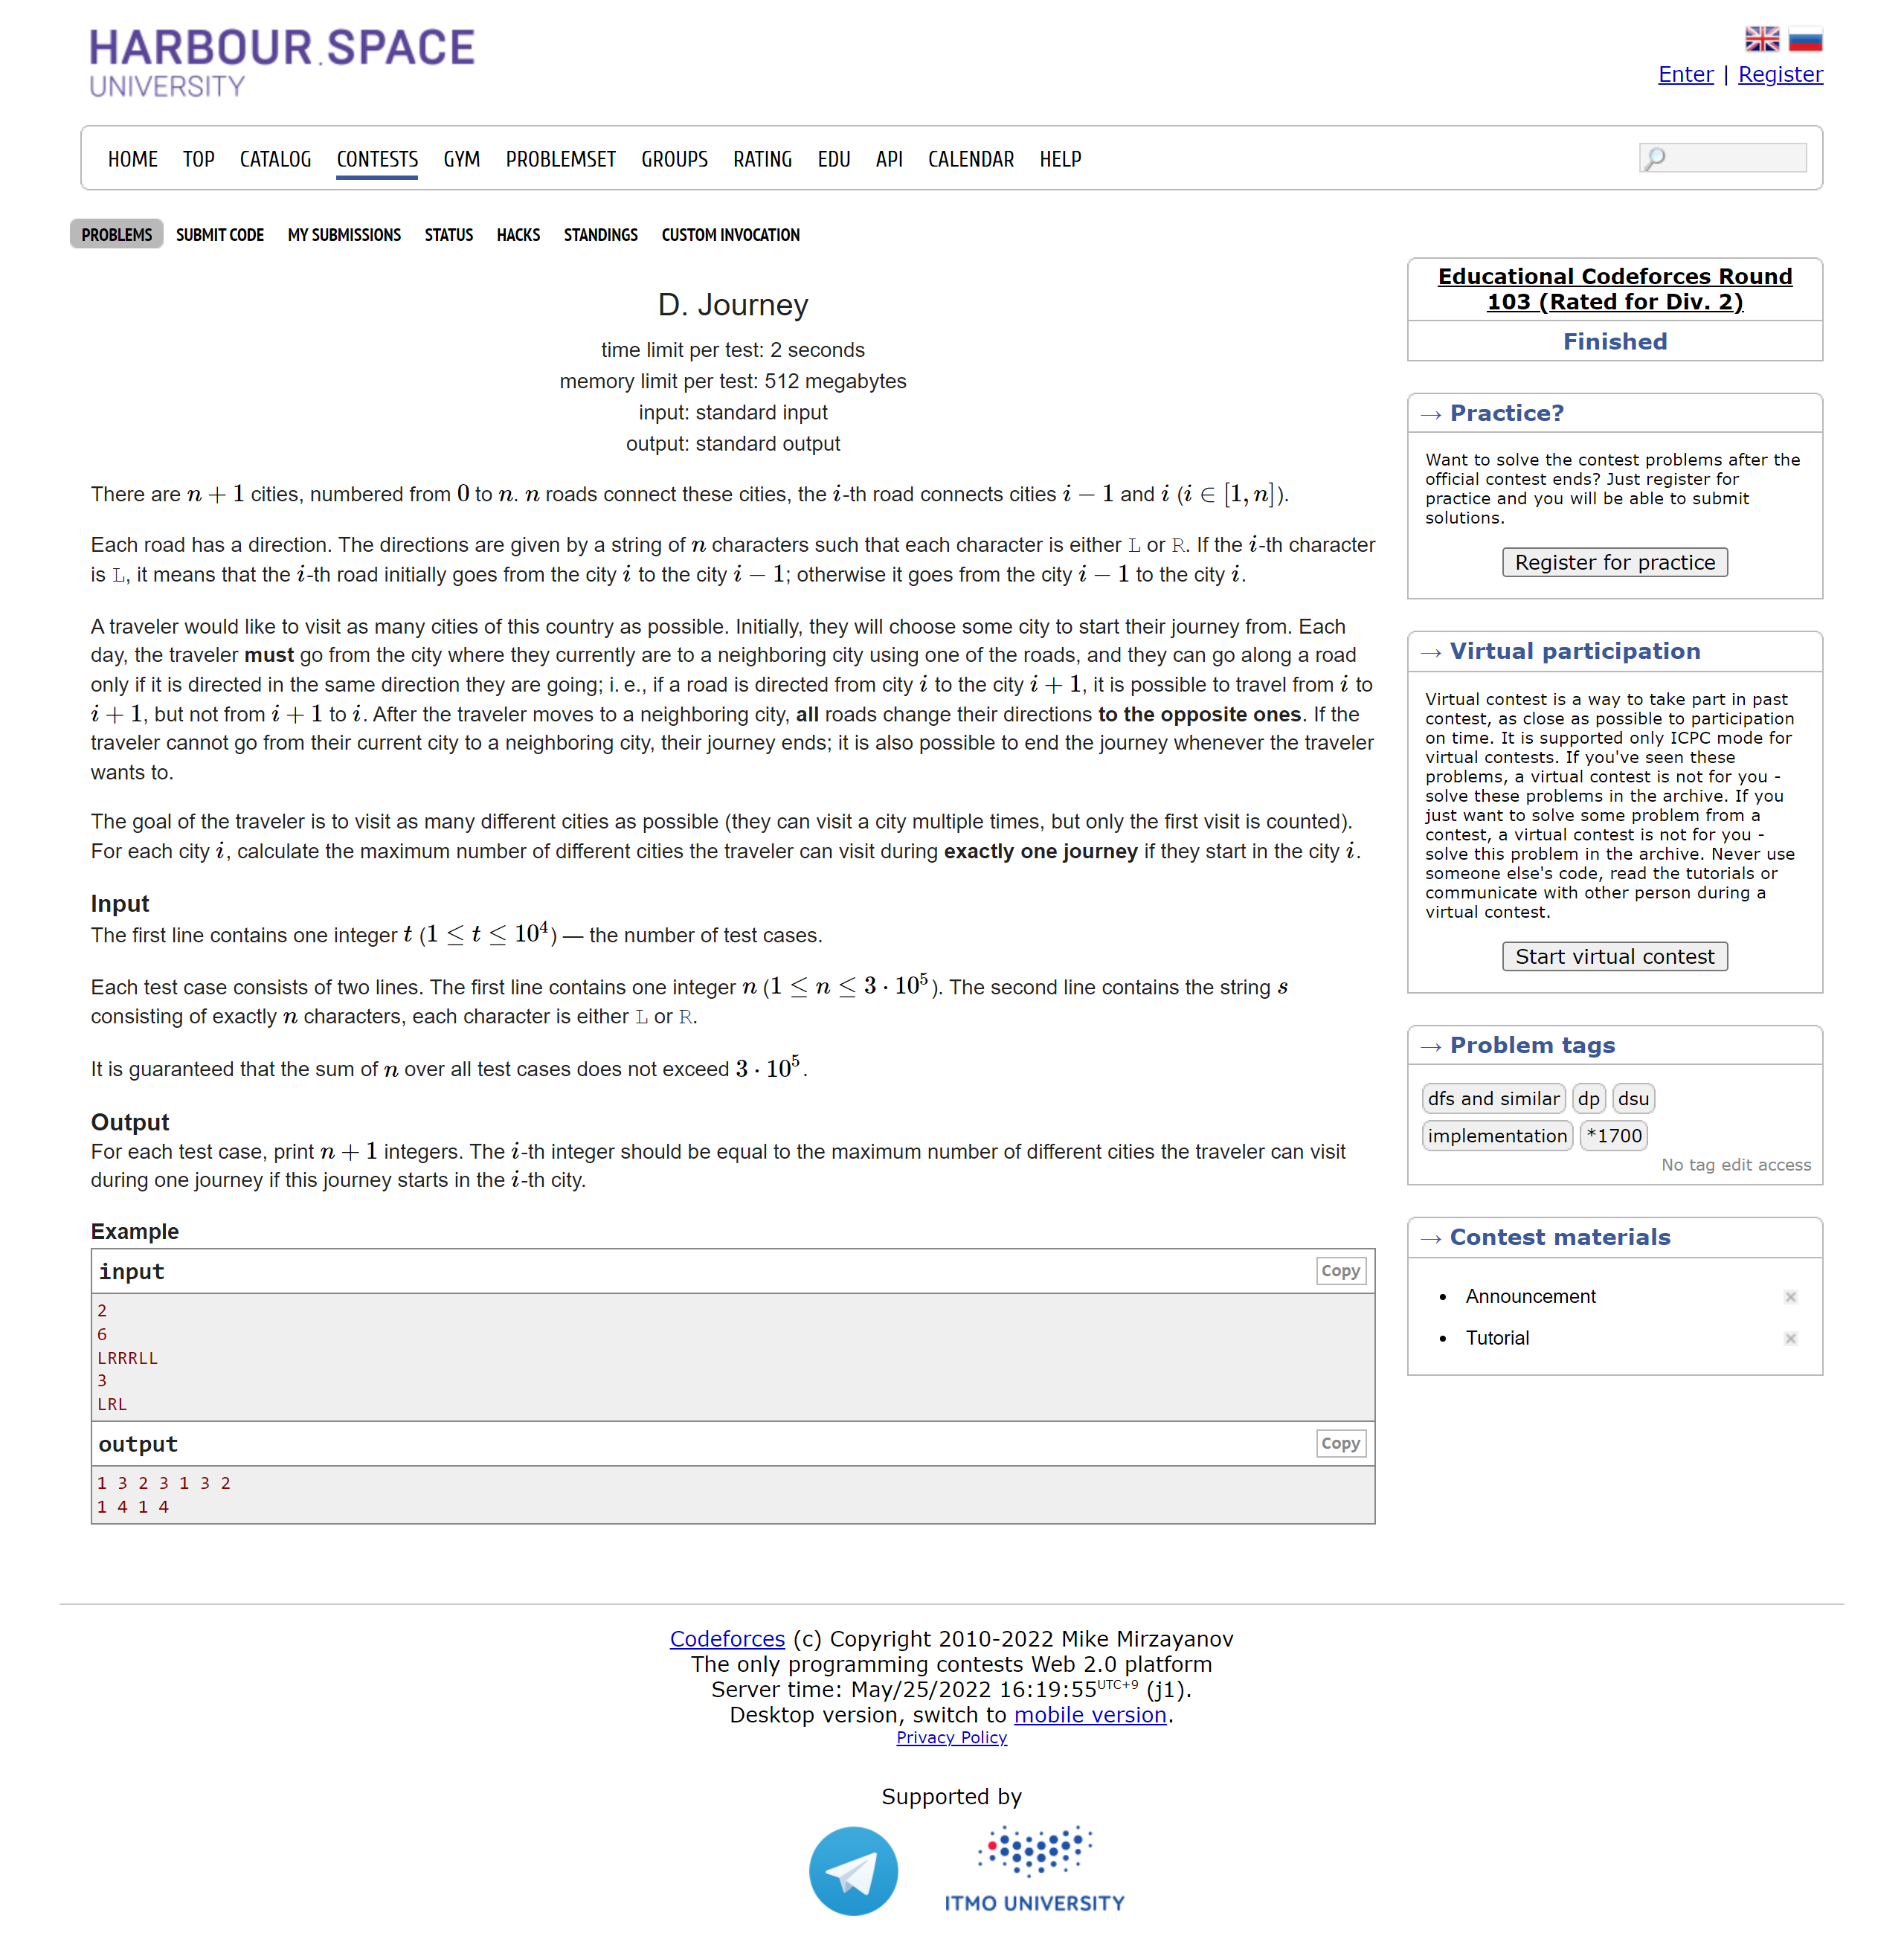 HARBOUR.SPACE
UNIVERSITY
Enter | Register
HOME TOP CATALOG CONTESTS GYM PROBLEMSET GROUPS RATING EDU API CALENDAR HELP
PROBLEMS SUBMIT CODE MY SUBMISSIONS STATUS HACKS STANDINGS CUSTOM INVOCATION
D. Journey
time limit per test: 2 seconds
memory limit per test: 512 megabytes
input: standard input
output: standard output
There are n + 1 cities, numbered from 0 to n. n roads connect these cities, the i-th road connects cities i − 1 and i (i ∈ [1, n]).
Each road has a direction. The directions are given by a string of n characters such that each character is either L or R. If the i-th character
is L, it means that the i-th road initially goes from the city i to the city i − 1; otherwise it goes from the city i − 1 to the city i.
A traveler would like to visit as many cities of this country as possible. Initially, they will choose some city to start their journey from. Each
day, the traveler must go from the city where they currently are to a neighboring city using one of the roads, and they can go along a road
only if it is directed in the same direction they are going; i. e., if a road is directed from city i to the city i + 1, it is possible to travel from i to
i + 1, but not from i + 1 to i. After the traveler moves to a neighboring city, all roads change their directions to the opposite ones. If the
traveler cannot go from their current city to a neighboring city, their journey ends; it is also possible to end the journey whenever the traveler
wants to.
The goal of the traveler is to visit as many different cities as possible (they can visit a city multiple times, but only the first visit is counted).
For each city i, calculate the maximum number of different cities the traveler can visit during exactly one journey if they start in the city i.
Input
The first line contains one integer t (1 ≤ t ≤ 10⁴) — the number of test cases.
Each test case consists of two lines. The first line contains one integer n (1 ≤ n ≤ 3 · 10⁵). The second line contains the string s
consisting of exactly n characters, each character is either L or R.
It is guaranteed that the sum of n over all test cases does not exceed 3 · 10⁵.
Output
For each test case, print n + 1 integers. The i-th integer should be equal to the maximum number of different cities the traveler can visit
during one journey if this journey starts in the i-th city.
Example
input Copy
2
6
LRRRLL
3
LRL
output Copy
1 3 2 3 1 3 2
1 4 1 4
Educational Codeforces Round
103 (Rated for Div. 2)
Finished
→ Practice?
Want to solve the contest problems after the
official contest ends? Just register for
practice and you will be able to submit
solutions.
Register for practice
→ Virtual participation
Virtual contest is a way to take part in past
contest, as close as possible to participation
on time. It is supported only ICPC mode for
virtual contests. If you've seen these
problems, a virtual contest is not for you -
solve these problems in the archive. If you
just want to solve some problem from a
contest, a virtual contest is not for you -
solve this problem in the archive. Never use
someone else's code, read the tutorials or
communicate with other person during a
virtual contest.
Start virtual contest
→ Problem tags
dfs and similar dp dsu
implementation *1700
No tag edit access
→ Contest materials
• Announcement
• Tutorial
Codeforces (c) Copyright 2010-2022 Mike Mirzayanov
The only programming contests Web 2.0 platform
Server time: May/25/2022 16:19:55UTC+9 (j1).
Desktop version, switch to mobile version.
Privacy Policy
Supported by
ITMO UNIVERSITY